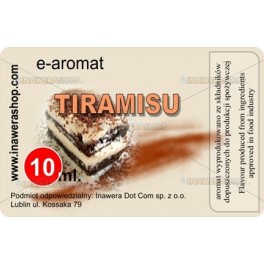 e-aromat
TIRAMISU
www.inawerashop.com
10 ml.
Podmiot odpowiedzialny: Inawera Dot Com sp. z o.o.
Lublin ul. Kossaka 79
aromat wyprodukowano ze składników
dopuszczonych do produkcji spożywczej
Flavour produced from ingredients
approved in food industry